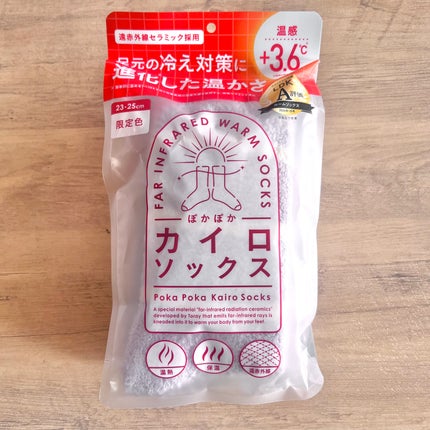 遠赤外線セラミック採用
温感
+3.6℃
足元の冷え対策に
進化した温かさ
LDK
A評価
23-25cm
限定色
FAR INFRARED WARM SOCKS
ぽかぽか
カイロ
ソックス
Poka Poka Kairo Socks
A special material "far-infrared radiation ceramics"
developed by Toray that emits far-infrared rays is
kneaded into it to warm your body from your feet.
温熱
保温
遠赤外線